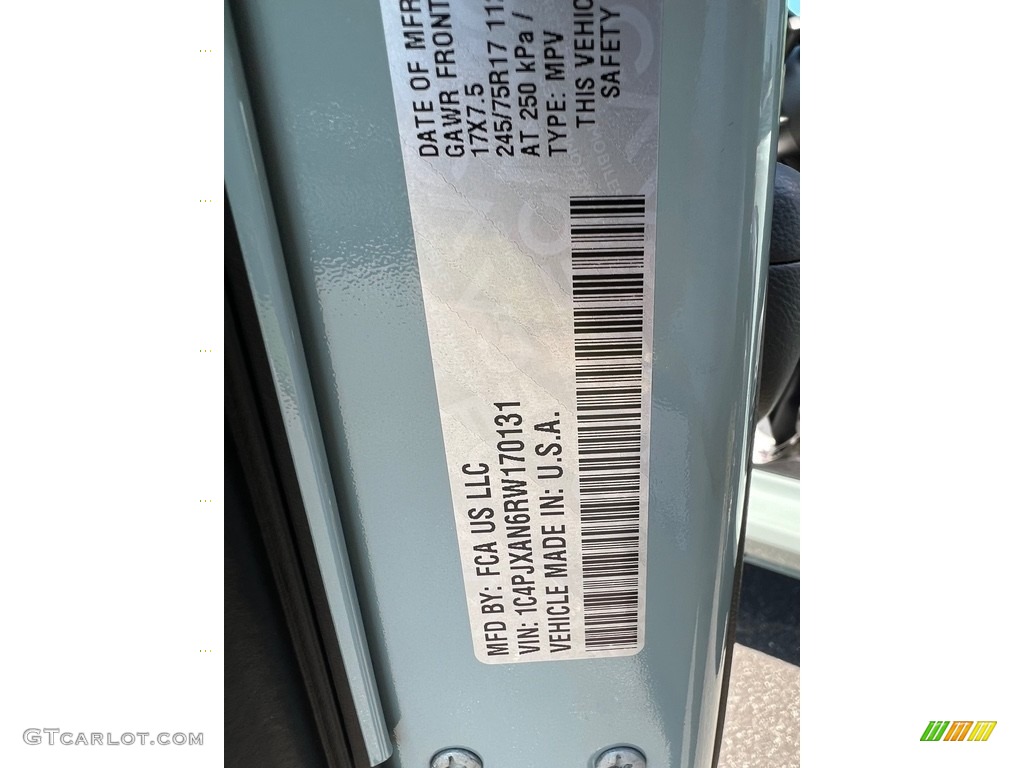 MFD BY: FCA US LLC
VIN: 1C4PJXAN6RW170131
VEHICLE MADE IN: U.S.A.
DATE OF MFR
GAWR FRONT
17X7.5
245/75R17
AT 250 kPa /
TYPE: MPV
THIS VEHIC
SAFETY
GTcarlot.com